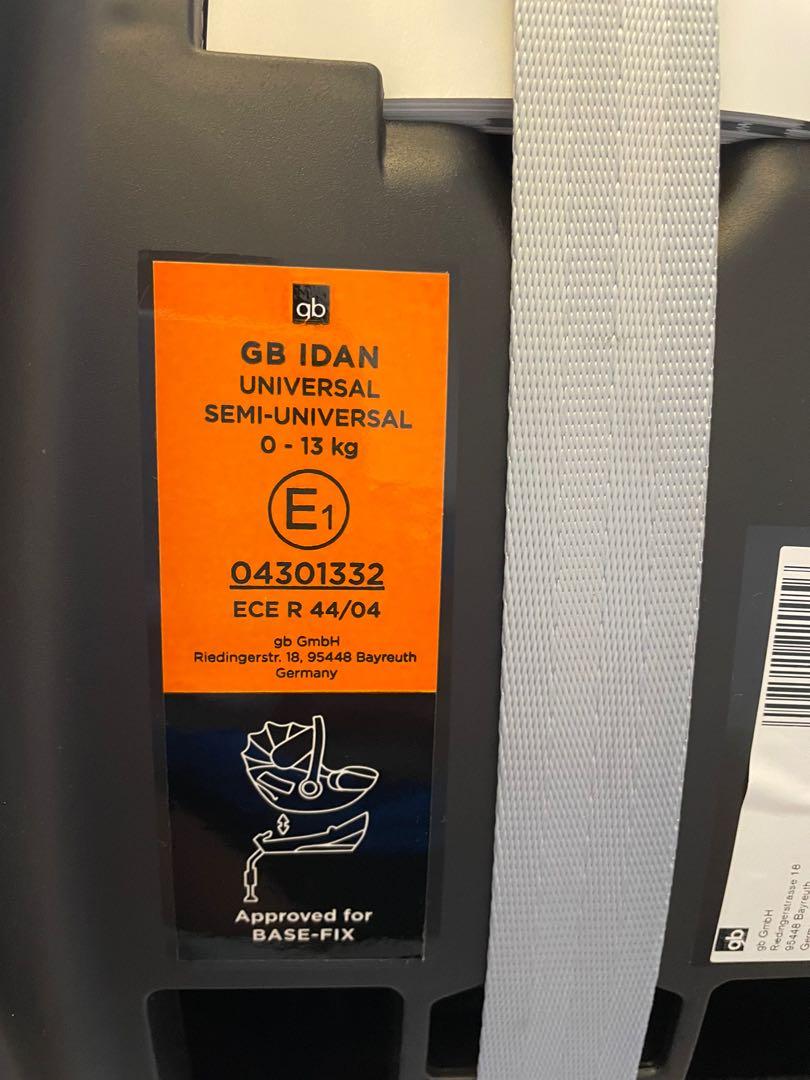 gb
GB IDAN
UNIVERSAL
SEMI-UNIVERSAL
0 - 13 kg
E1
04301332
ECE R 44/04
gb GmbH
Riedingerstr. 18, 95448 Bayreuth
Germany
Approved for
BASE-FIX
gb
gb GmbH
Riedingerstrasse 18
95448 Bayreuth